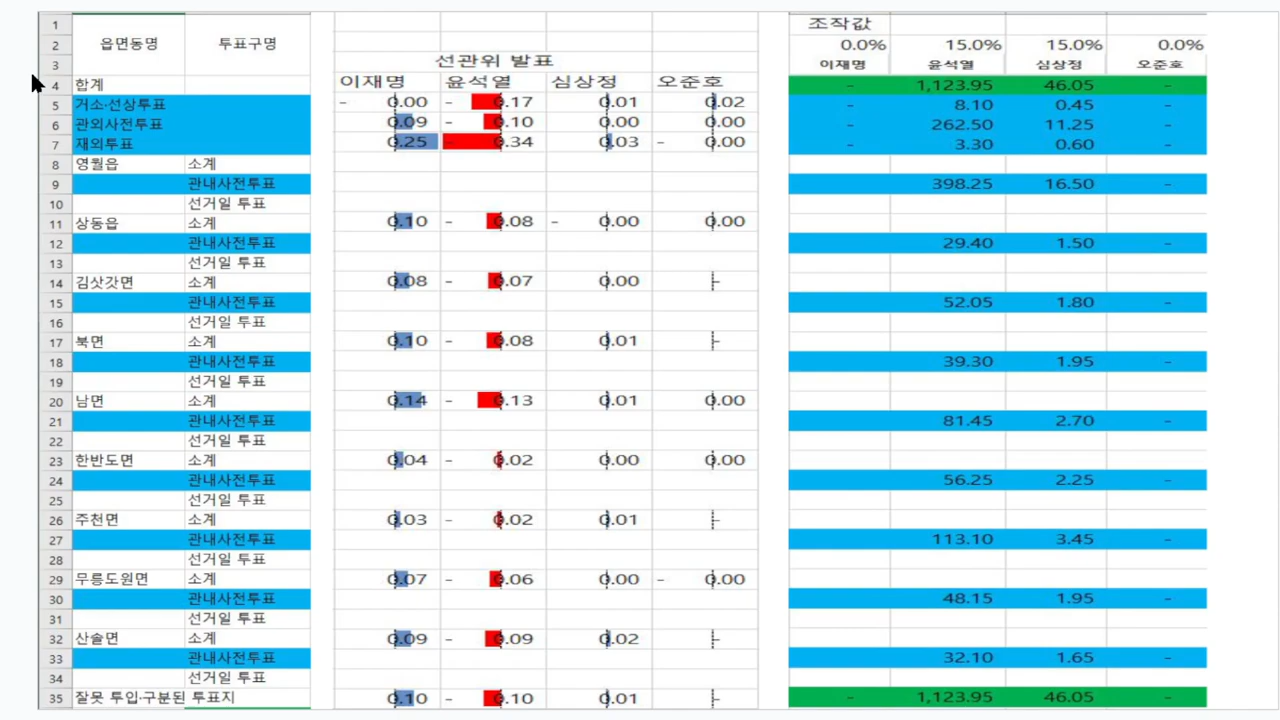 1 조작값
2 읍면동명 투표구명 0.0% 15.0% 15.0% 0.0%
3 선관위 발표 이재명 윤석열 심상정 오준호
4 합계 이재명 윤석열 심상정 오준호 - 1,123.95 46.05 -
5 거소·선상투표 - 0.00 - 0.17 0.01 0.02 - 8.10 0.45 -
6 관외사전투표 0.09 - 0.10 0.00 0.00 - 262.50 11.25 -
7 재외투표 0.25 0.34 0.03 - 0.00 - 3.30 0.60 -
8 영월읍 소계
9 관내사전투표 398.25 16.50 -
10 선거일 투표
11 상동읍 소계 0.10 - 0.08 - 0.00 0.00
12 관내사전투표 29.40 1.50 -
13 선거일 투표
14 김삿갓면 소계 0.08 - 0.07 0.00 -
15 관내사전투표 52.05 1.80 -
16 선거일 투표
17 북면 소계 0.10 - 0.08 0.01 -
18 관내사전투표 39.30 1.95 -
19 선거일 투표
20 남면 소계 0.14 - 0.13 0.01 0.00
21 관내사전투표 81.45 2.70 -
22 선거일 투표
23 한반도면 소계 0.04 - 0.02 0.00 0.00
24 관내사전투표 56.25 2.25 -
25 선거일 투표
26 주천면 소계 0.03 - 0.02 0.01 -
27 관내사전투표 113.10 3.45 -
28 선거일 투표
29 무릉도원면 소계 0.07 - 0.06 0.00 - 0.00
30 관내사전투표 48.15 1.95 -
31 선거일 투표
32 산솔면 소계 0.09 - 0.09 0.02 -
33 관내사전투표 32.10 1.65 -
34 선거일 투표
35 잘못 투입·구분된 투표지 0.10 - 0.10 0.01 - - 1,123.95 46.05 -